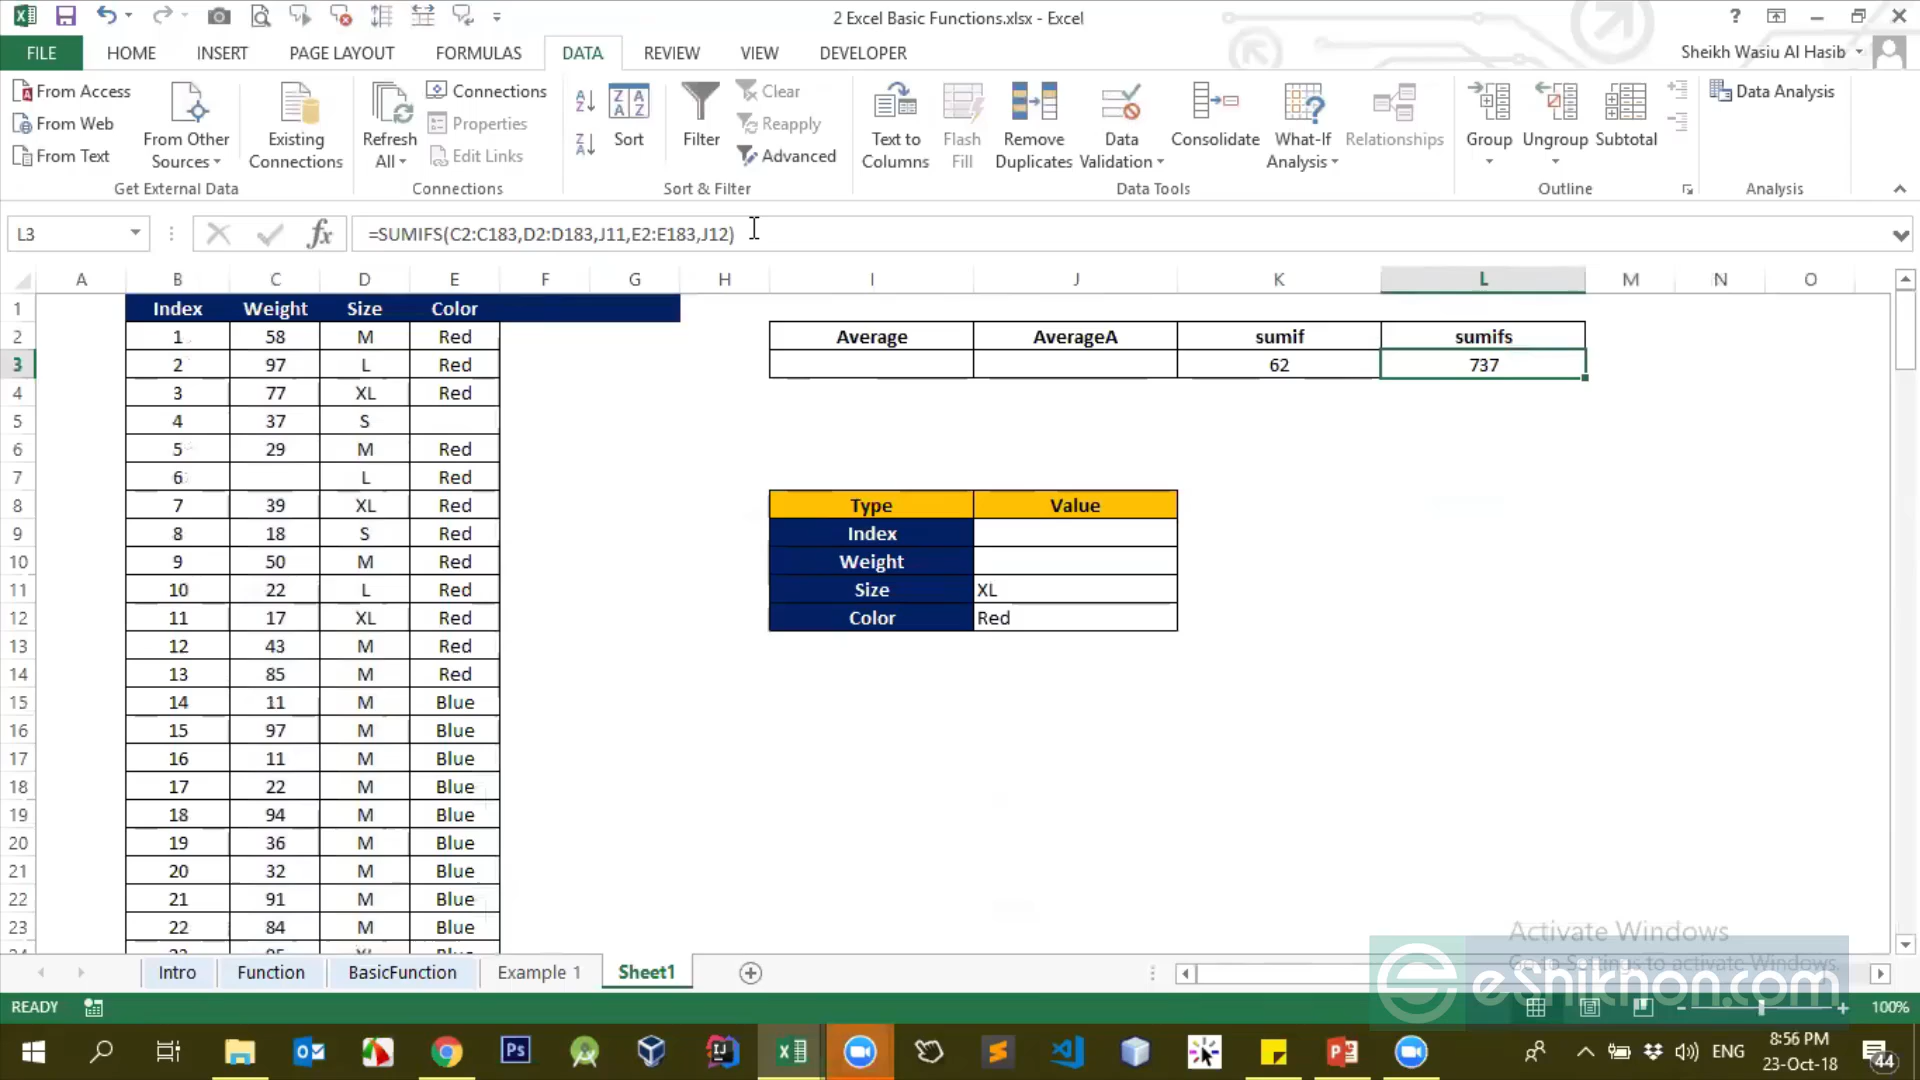 2 Excel Basic Functions.xlsx - Excel
?
FILE HOME INSERT PAGE LAYOUT FORMULAS DATA REVIEW VIEW DEVELOPER
Sheikh Wasiu Al Hasib
From Access
From Web
From Text
From Other Sources
Existing Connections
Get External Data
Refresh All
Connections
Properties
Edit Links
Connections
Sort
Filter
Clear
Reapply
Advanced
Sort & Filter
Text to Columns
Flash Fill
Remove Duplicates
Data Validation
Consolidate
What-If Analysis
Relationships
Data Tools
Group
Ungroup
Subtotal
Outline
Data Analysis
Analysis
L3
fx
=SUMIFS(C2:C183,D2:D183,J11,E2:E183,J12)
A B C D E F G H I J K L M N O
1 Index Weight Size Color
2 1 58 M Red Average AverageA sumif sumifs
3 2 97 L Red 62 737
4 3 77 XL Red
5 4 37 S
6 5 29 M Red
7 6 L Red
8 7 39 XL Red Type Value
9 8 18 S Red Index
10 9 50 M Red Weight
11 10 22 L Red Size XL
12 11 17 XL Red Color Red
13 12 43 M Red
14 13 85 M Red
15 14 11 M Blue
16 15 97 M Blue
17 16 11 M Blue
18 17 22 M Blue
19 18 94 M Blue
20 19 36 M Blue
21 20 32 M Blue
22 21 91 M Blue
23 22 84 M Blue
Activate Windows
Go to Settings to activate Windows.
eShikhon.com
Intro Function BasicFunction Example 1 Sheet1
READY
100%
Ps
ENG
8:56 PM
23-Oct-18
44